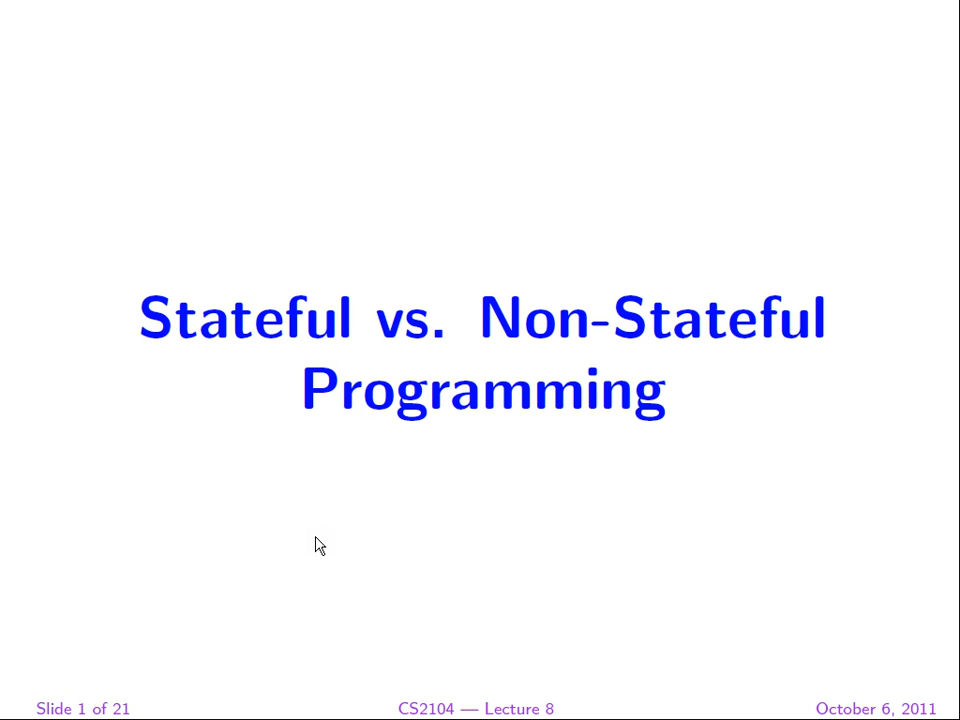 Stateful vs. Non-Stateful
Programming
Slide 1 of 21
CS2104 — Lecture 8
October 6, 2011